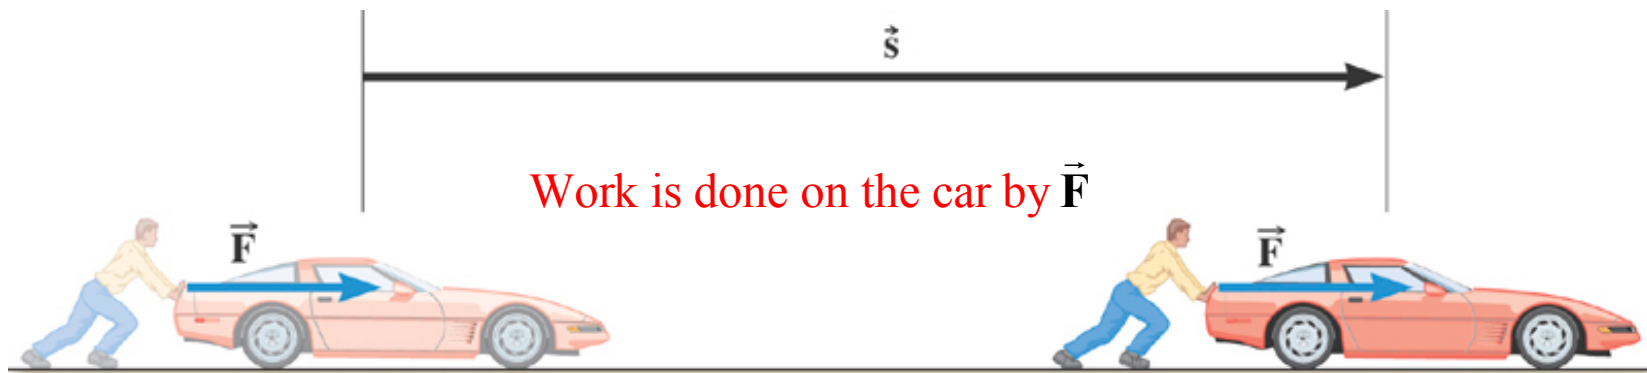 s⃗
Work is done on the car by F⃗
F⃗
F⃗